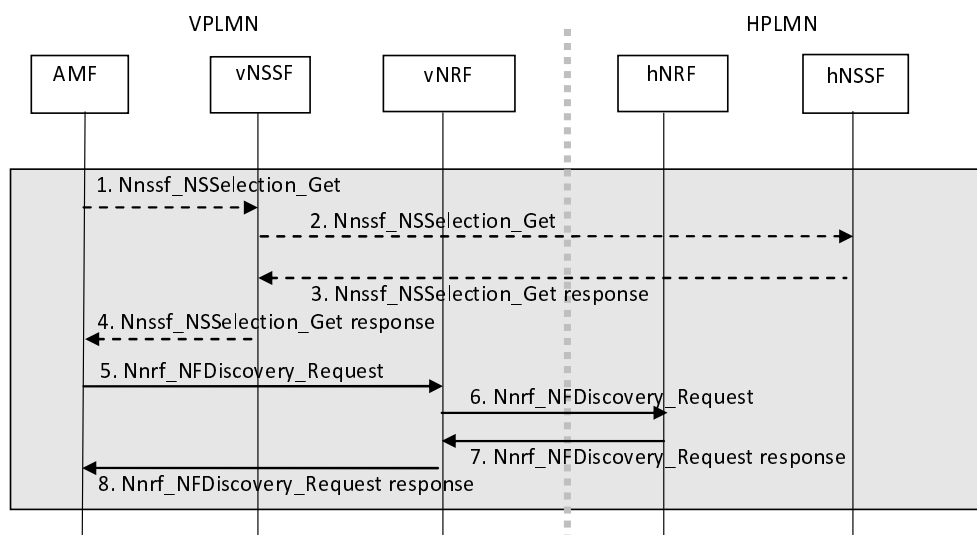 VPLMN
HPLMN
AMF
vNSSF
vNRF
hNRF
hNSSF
1. Nnssf_NSSelection_Get
2. Nnssf_NSSelection_Get
3. Nnssf_NSSelection_Get response
4. Nnssf_NSSelection_Get response
5. Nnrf_NFDiscovery_Request
6. Nnrf_NFDiscovery_Request
7. Nnrf_NFDiscovery_Request response
8. Nnrf_NFDiscovery_Request response